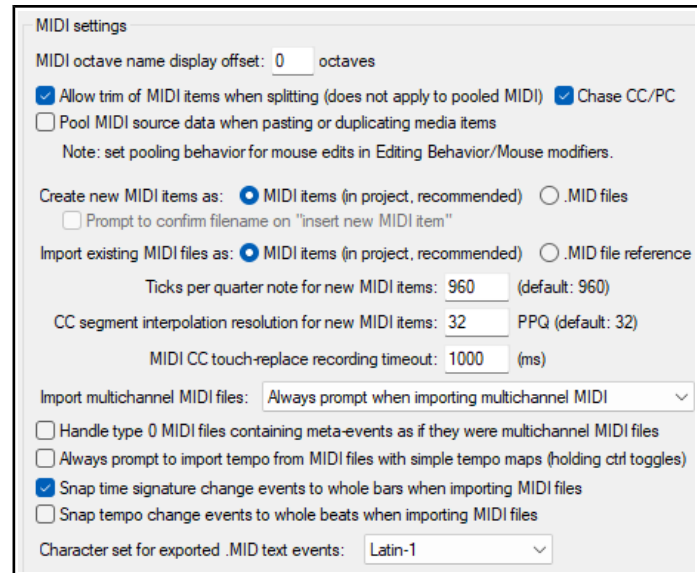 MIDI settings
MIDI octave name display offset: 0 octaves
Allow trim of MIDI items when splitting (does not apply to pooled MIDI) Chase CC/PC
Pool MIDI source data when pasting or duplicating media items
Note: set pooling behavior for mouse edits in Editing Behavior/Mouse modifiers.
Create new MIDI items as: MIDI items (in project, recommended) .MID files
Prompt to confirm filename on "insert new MIDI item"
Import existing MIDI files as: MIDI items (in project, recommended) .MID file reference
Ticks per quarter note for new MIDI items: 960 (default: 960)
CC segment interpolation resolution for new MIDI items: 32 PPQ (default: 32)
MIDI CC touch-replace recording timeout: 1000 (ms)
Import multichannel MIDI files: Always prompt when importing multichannel MIDI
Handle type 0 MIDI files containing meta-events as if they were multichannel MIDI files
Always prompt to import tempo from MIDI files with simple tempo maps (holding ctrl toggles)
Snap time signature change events to whole bars when importing MIDI files
Snap tempo change events to whole beats when importing MIDI files
Character set for exported .MID text events: Latin-1